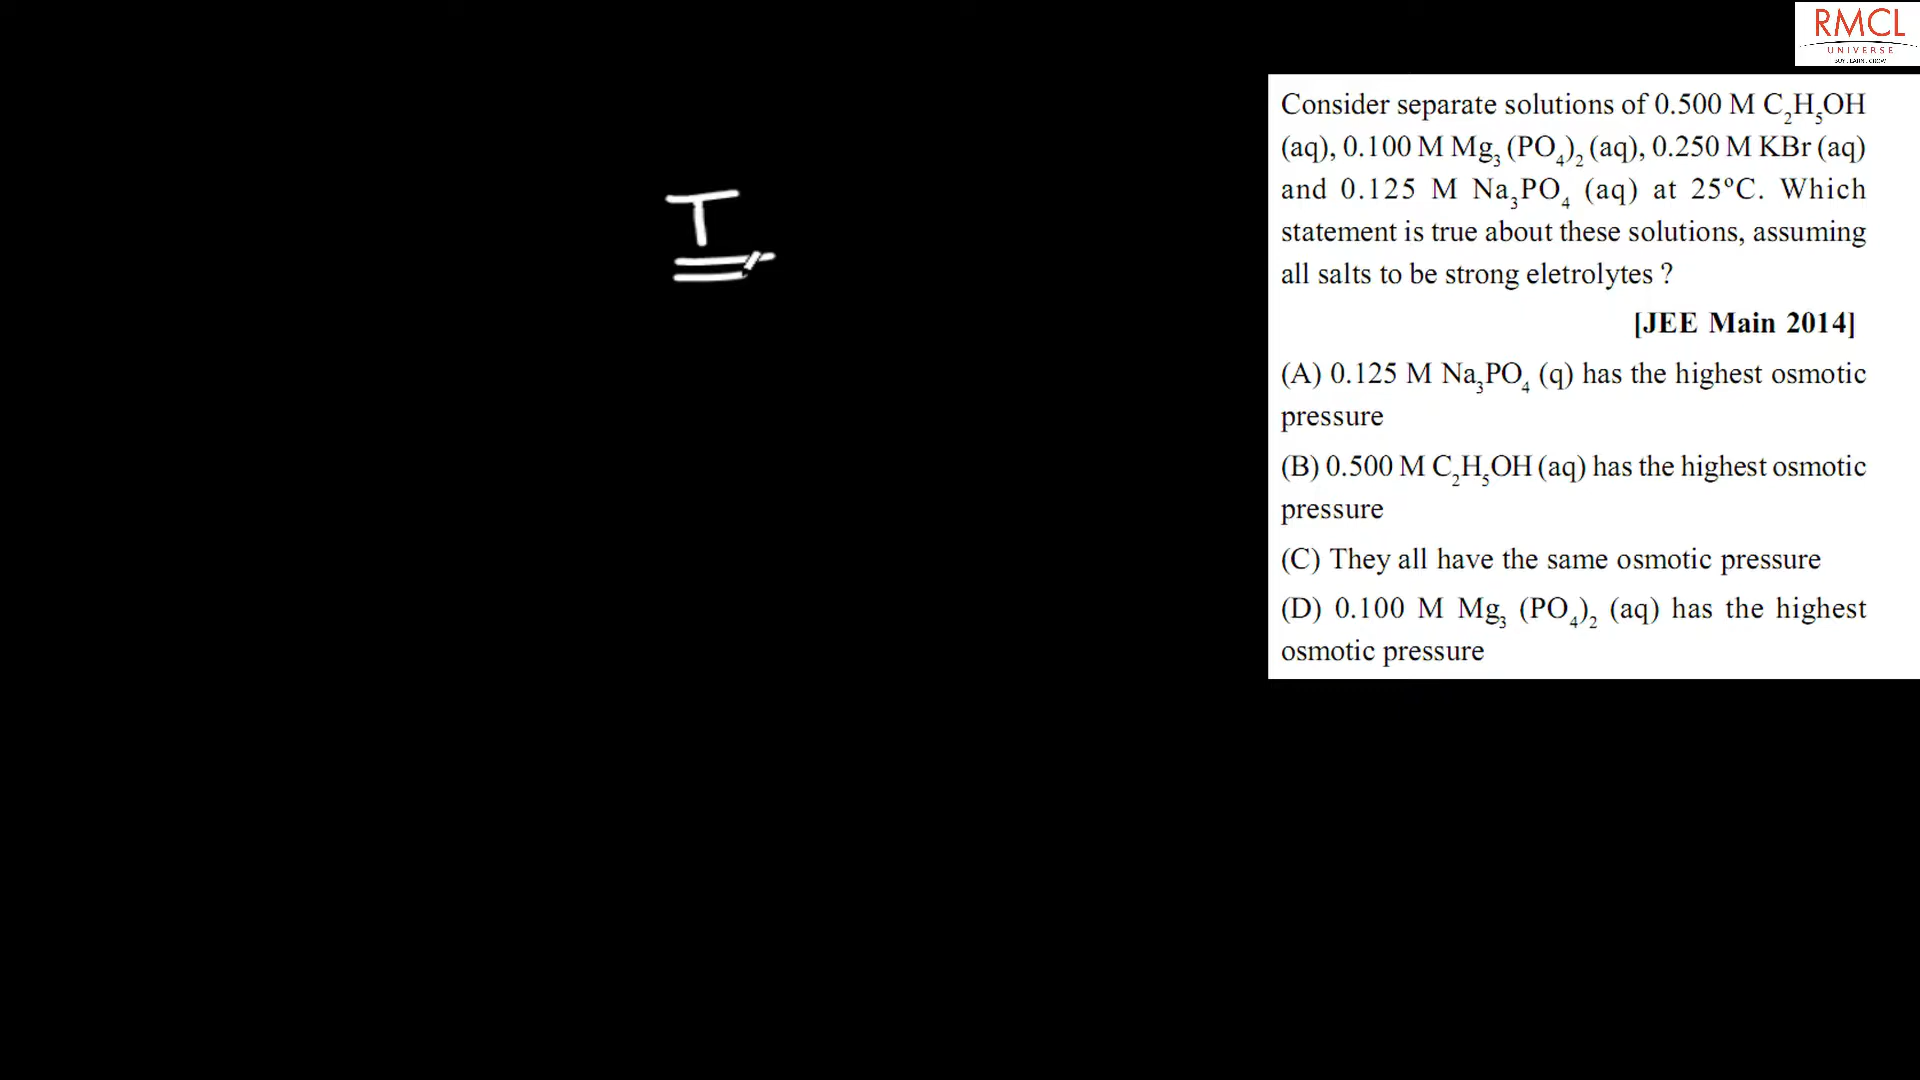 RMCL
UNIVERSE
T
Consider separate solutions of 0.500 M C₂H₅OH
(aq), 0.100 M Mg₃ (PO₄)₂ (aq), 0.250 M KBr (aq)
and 0.125 M Na₃PO₄ (aq) at 25ºC. Which
statement is true about these solutions, assuming
all salts to be strong eletrolytes ?
[JEE Main 2014]
(A) 0.125 M Na₃PO₄ (q) has the highest osmotic
pressure
(B) 0.500 M C₂H₅OH (aq) has the highest osmotic
pressure
(C) They all have the same osmotic pressure
(D) 0.100 M Mg₃ (PO₄)₂ (aq) has the highest
osmotic pressure